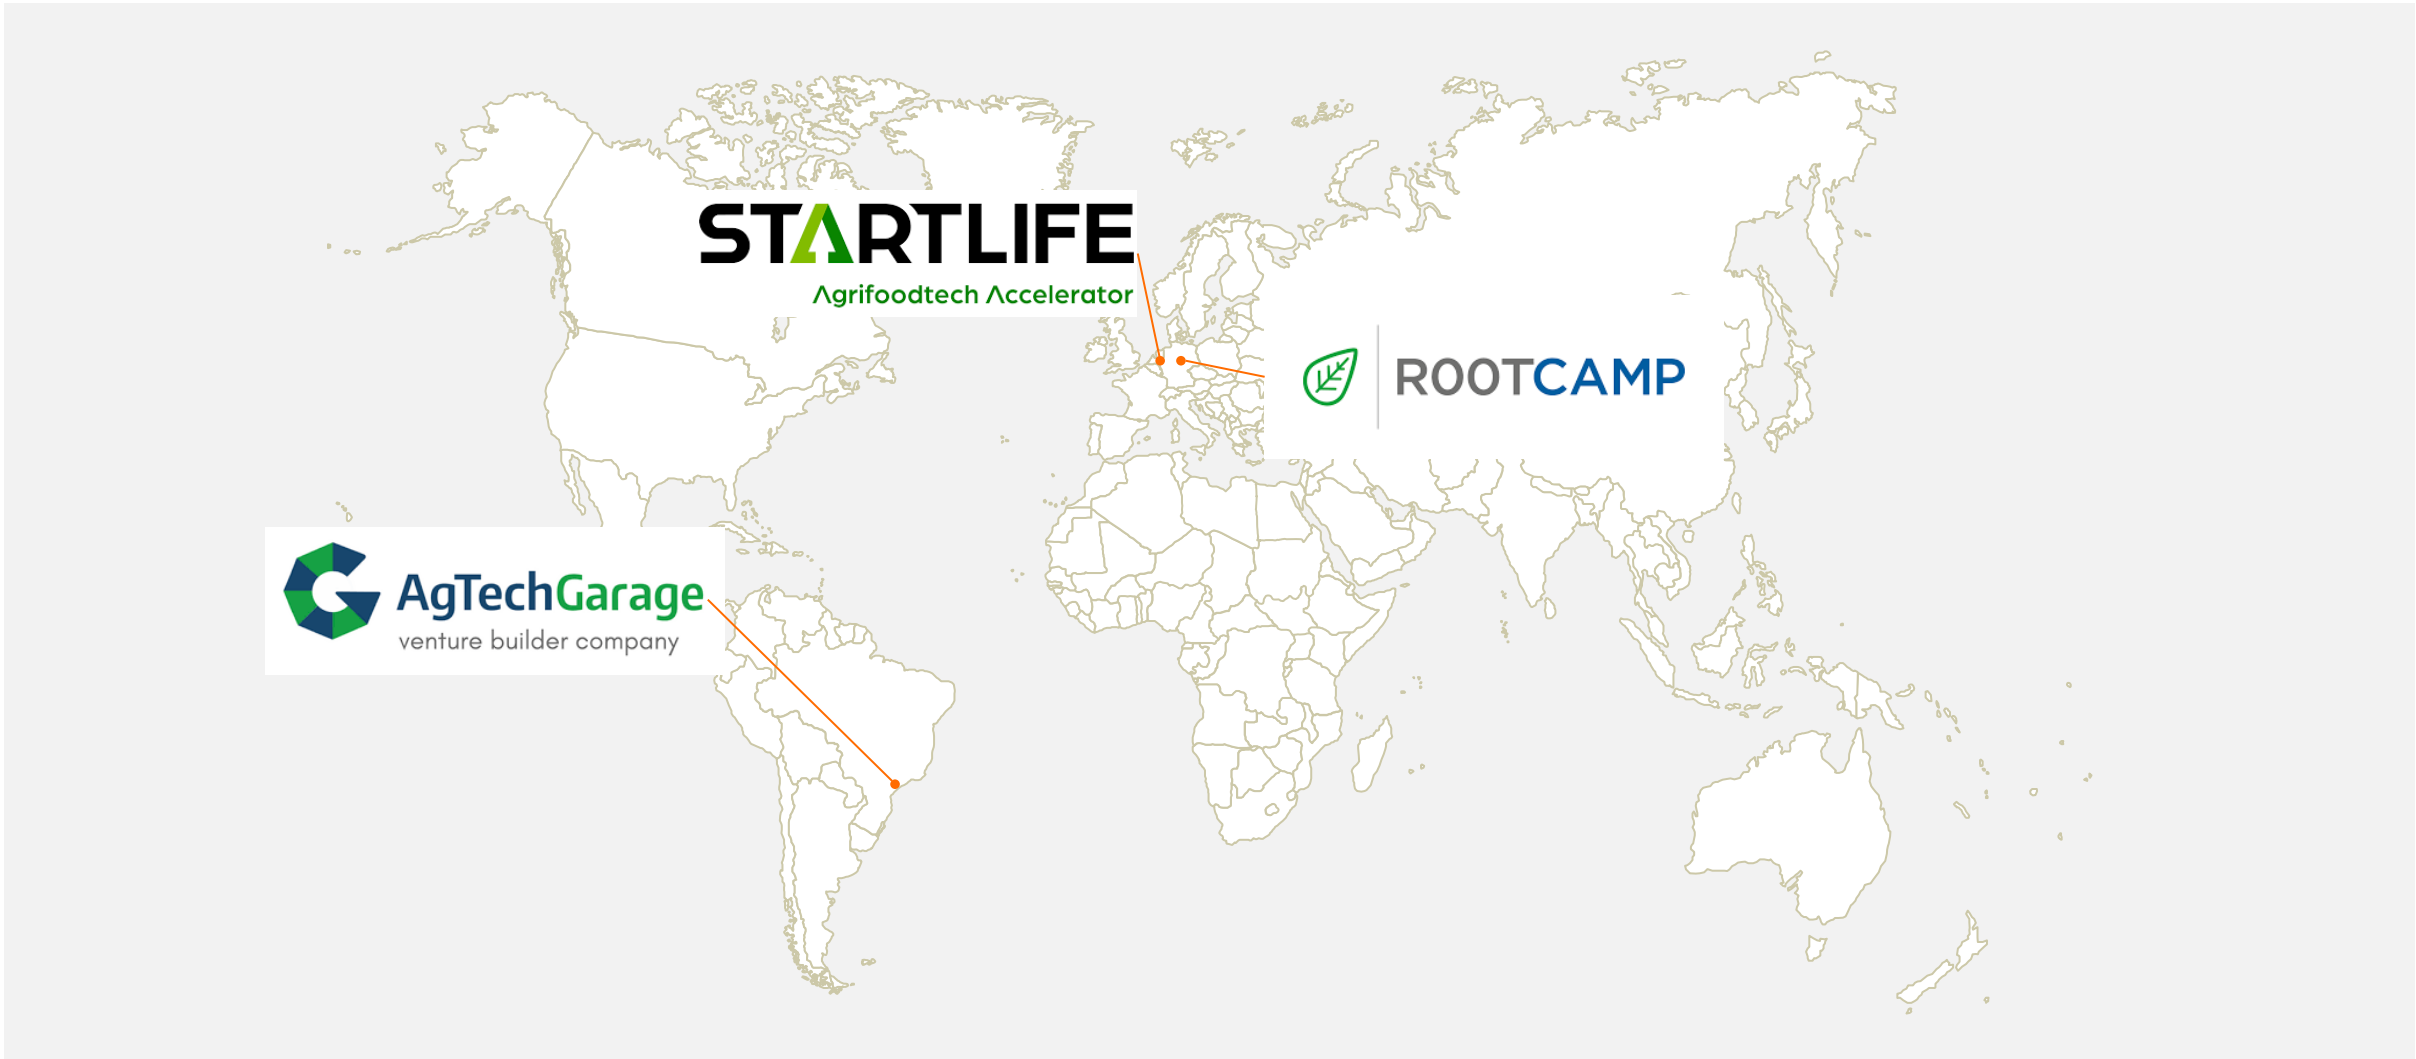 STARTLIFE
Agrifoodtech Accelerator
ROOTCAMP
AgTechGarage
venture builder company